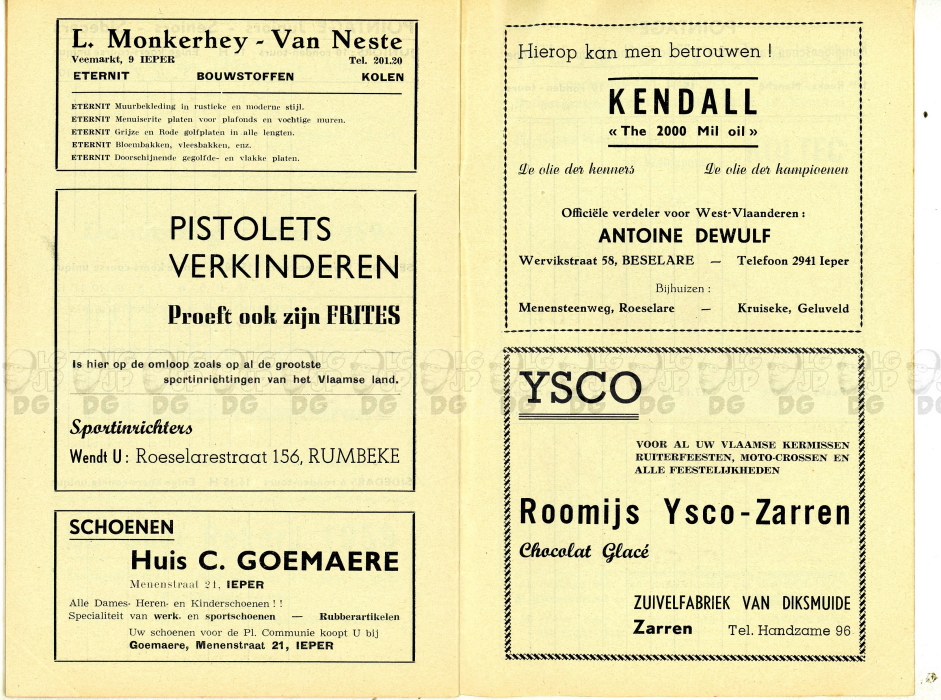 L. Monkerhey - Van Neste
Veemarkt, 9 IEPER Tel. 201.20
ETERNIT BOUWSTOFFEN KOLEN
ETERNIT Muurbekleding in rustieke en moderne stijl.
ETERNIT Menuiserite platen voor plafonds en vochtige muren.
ETERNIT Grijze en Rode golfplaten in alle lengten.
ETERNIT Bloembakken, vleesbakken, enz.
ETERNIT Doorschijnende gegolfde- en vlakke platen.
PISTOLETS
VERKINDEREN
Proeft ook zijn FRITES
Is hier op de omloop zoals op al de grootste
sportinrichtingen van het Vlaamse land.
Sportinrichters
Wendt U : Roeselarestraat 156, RUMBEKE
SCHOENEN
Huis C. GOEMAERE
Menenstraat 21, IEPER
Alle Dames- Heren- en Kinderschoenen ! !
Specialiteit van werk- en sportschoenen — Rubberartikelen
Uw schoenen voor de Pl. Communie koopt U bij
Goemaere, Menenstraat 21, IEPER
Hierop kan men betrouwen !
KENDALL
« The 2000 Mil oil »
De olie der kenners De olie der kampioenen
Officiële verdeler voor West-Vlaanderen :
ANTOINE DEWULF
Wervikstraat 58, BESELARE — Telefoon 2941 Ieper
Bijhuizen :
Menensteenweg, Roeselare — Kruiseke, Geluveld
YSCO
VOOR AL UW VLAAMSE KERMISSEN
RUITERFEESTEN, MOTO-CROSSEN EN
ALLE FEESTELIJKHEDEN
Roomijs Ysco-Zarren
Chocolat Glacé
ZUIVELFABRIEK VAN DIKSMUIDE
Zarren Tel. Handzame 96